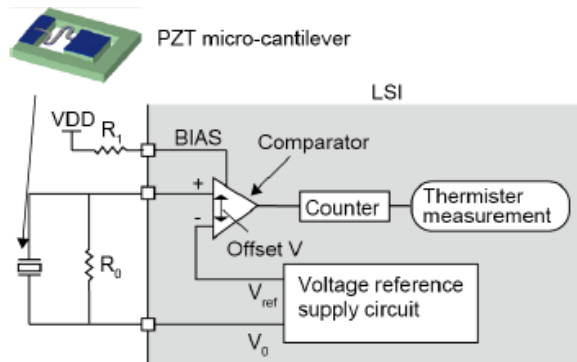 PZT micro-cantilever
LSI
VDD
R1
BIAS
Comparator
+
-
Counter
Thermister
measurement
Offset V
R0
Vref
Voltage reference
supply circuit
V0